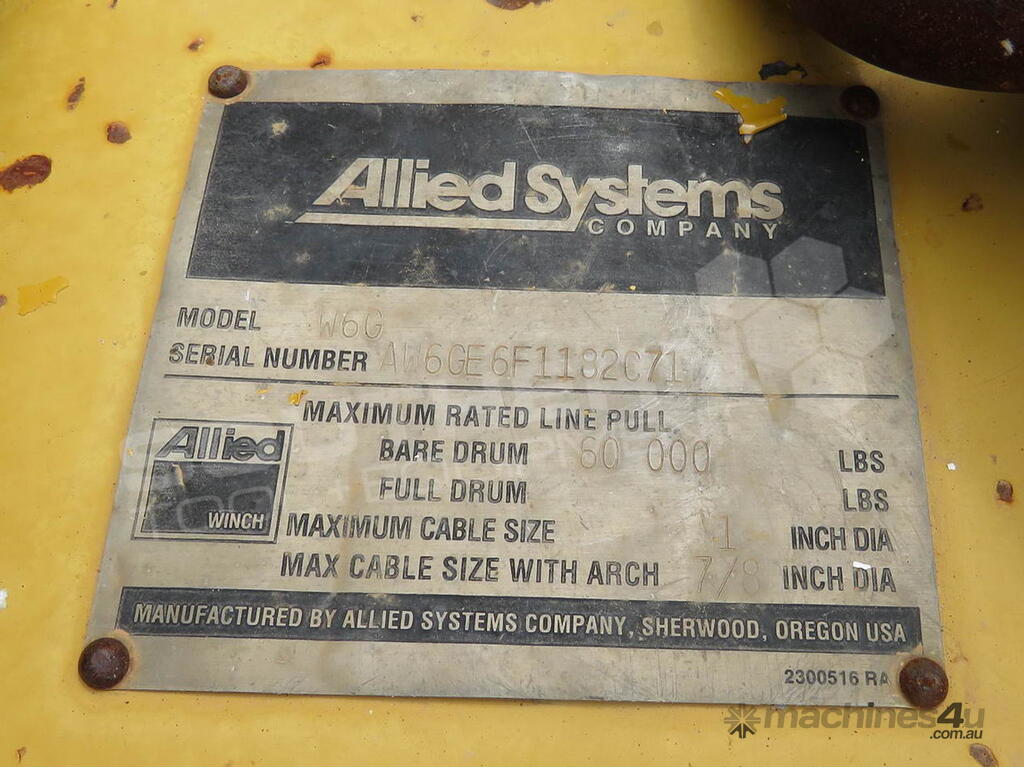 Allied Systems
COMPANY
MODEL W6G
SERIAL NUMBER AW6GE6F1182C71
MAXIMUM RATED LINE PULL
BARE DRUM 60 000 LBS
FULL DRUM LBS
Allied
WINCH
MAXIMUM CABLE SIZE 1 INCH DIA
MAX CABLE SIZE WITH ARCH 7/8 INCH DIA
MANUFACTURED BY ALLIED SYSTEMS COMPANY, SHERWOOD, OREGON USA
2300516 RA
machines4u
.com.au